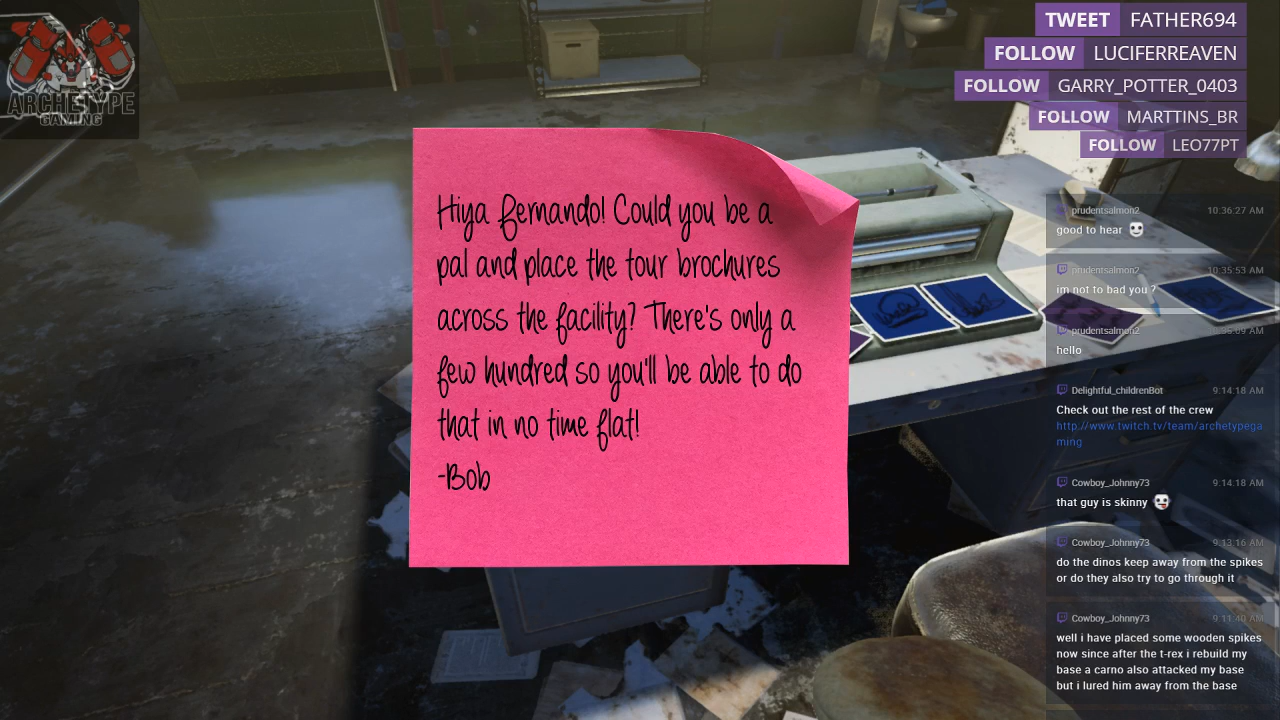 ARCHETYPE
GAMING
TWEET FATHER694
FOLLOW LUCIFERREAVEN
FOLLOW GARRY_POTTER_0403
FOLLOW MARTTINS_BR
FOLLOW LEO77PT
Hiya Fernando! Could you be a
pal and place the tour brochures
across the facility? There's only a
few hundred so you'll be able to do
that in no time flat!
-Bob
prudentsalmon2 10:36:27 AM
good to hear
prudentsalmon2 10:35:53 AM
im not to bad you ?
prudentsalmon2
hello
Delightful_childrenBot 9:14:18 AM
Check out the rest of the crew
http://www.twitch.tv/team/archetypega
ming
Cowboy_Johnny73 9:14:18 AM
that guy is skinny
Cowboy_Johnny73 9:13:16 AM
do the dinos keep away from the spikes
or do they also try to go through it
Cowboy_Johnny73 9:11:40 AM
well i have placed some wooden spikes
now since after the t-rex i rebuild my
base a carno also attacked my base
but i lured him away from the base